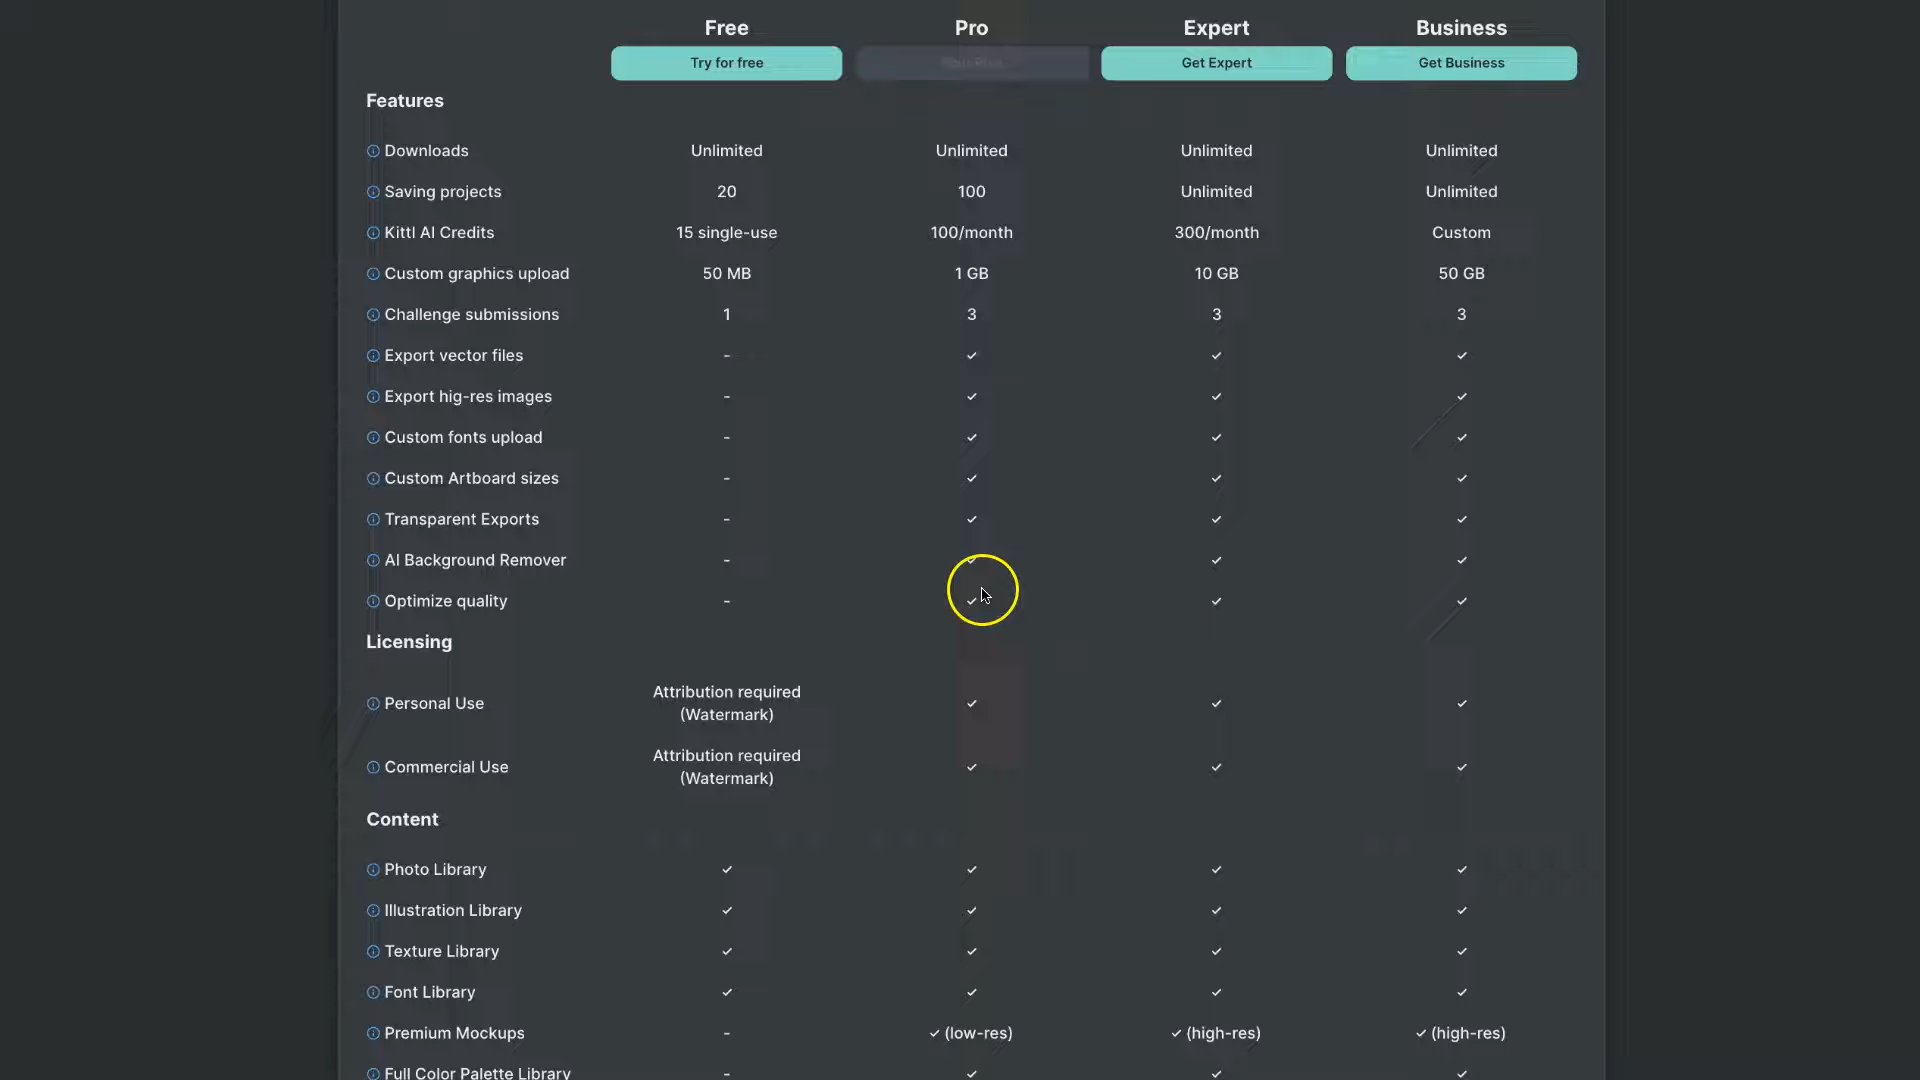 Free Pro Expert Business
Try for free Get Expert Get Business
Features
Downloads Unlimited Unlimited Unlimited Unlimited
Saving projects 20 100 Unlimited Unlimited
Kittl AI Credits 15 single-use 100/month 300/month Custom
Custom graphics upload 50 MB 1 GB 10 GB 50 GB
Challenge submissions 1 3 3 3
Export vector files - ✓ ✓ ✓
Export hig-res images - ✓ ✓ ✓
Custom fonts upload - ✓ ✓ ✓
Custom Artboard sizes - ✓ ✓ ✓
Transparent Exports - ✓ ✓ ✓
AI Background Remover - ✓ ✓ ✓
Optimize quality - ✓ ✓ ✓
Licensing
Attribution required
Personal Use ✓ ✓ ✓
(Watermark)
Attribution required
Commercial Use ✓ ✓ ✓
(Watermark)
Content
Photo Library ✓ ✓ ✓ ✓
Illustration Library ✓ ✓ ✓ ✓
Texture Library ✓ ✓ ✓ ✓
Font Library ✓ ✓ ✓ ✓
Premium Mockups - ✓ (low-res) ✓ (high-res) ✓ (high-res)
Full Color Palette Library - ✓ ✓ ✓